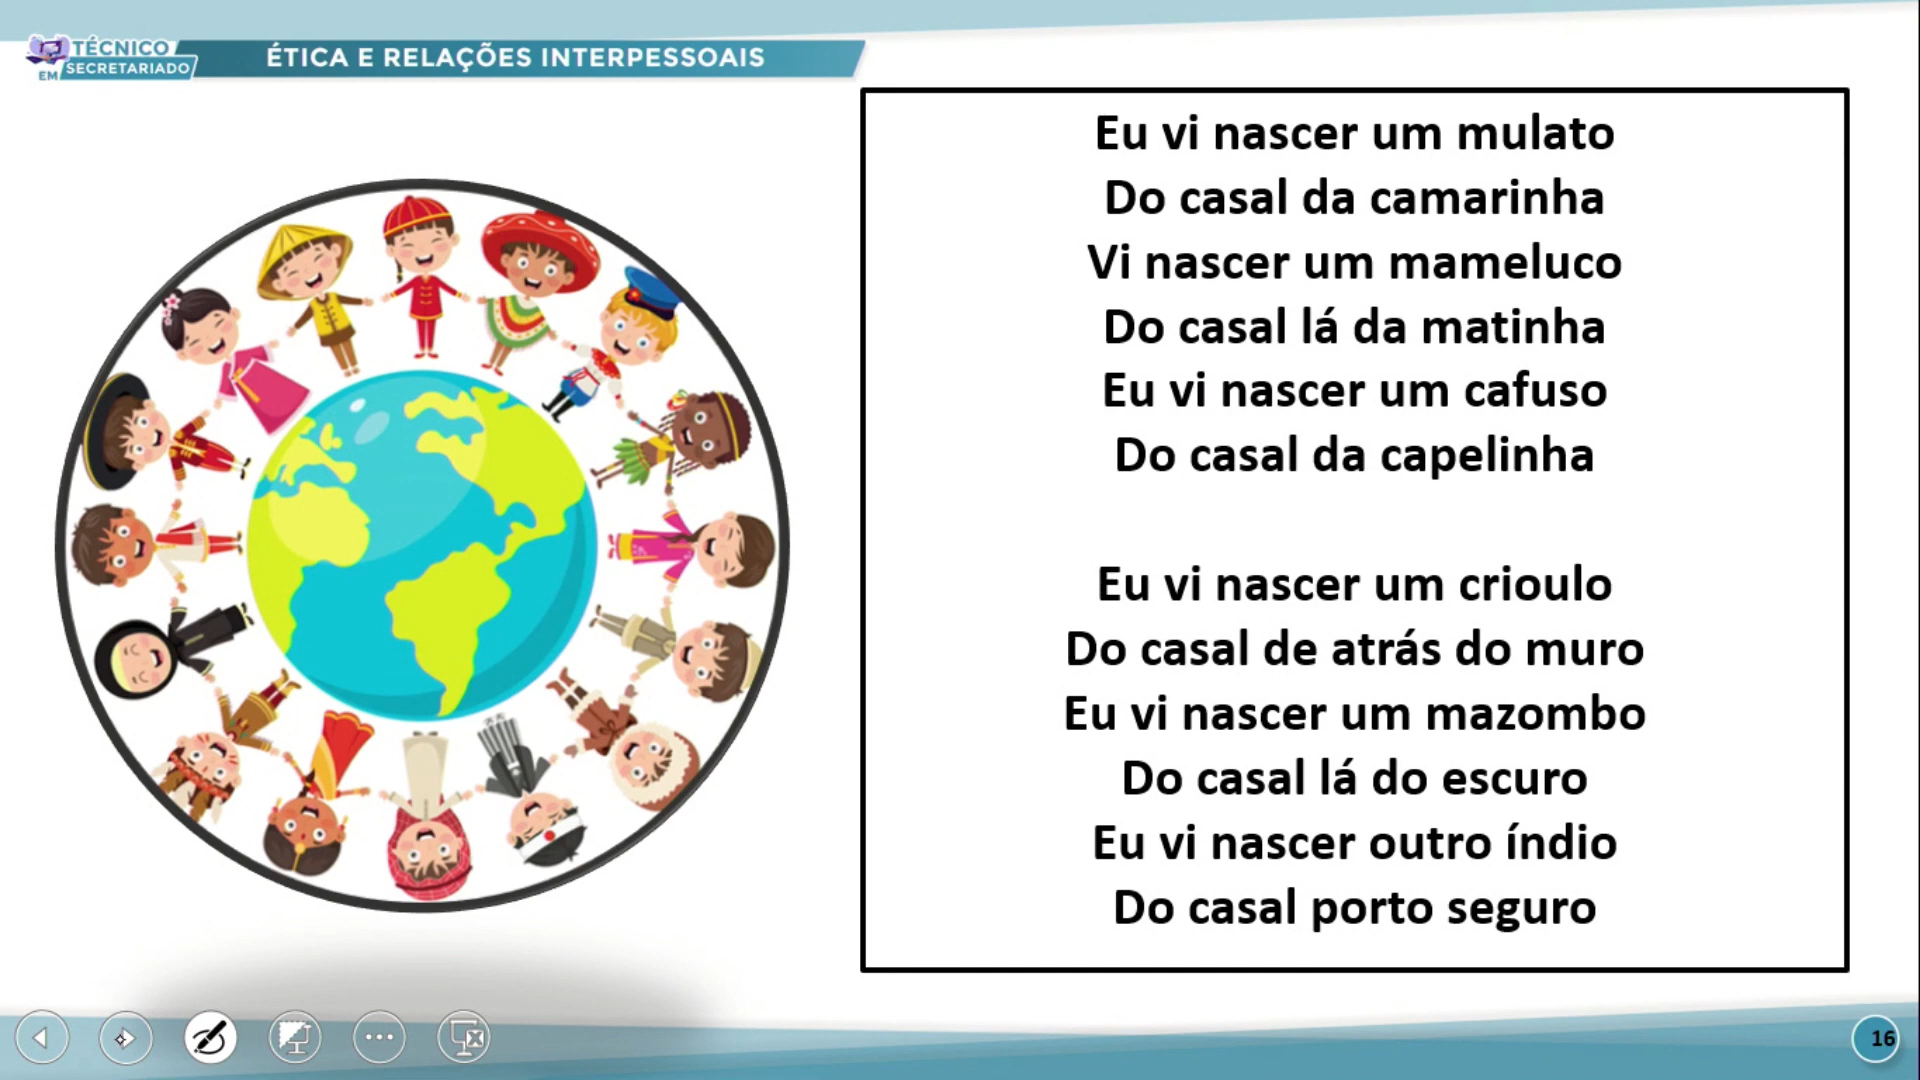 TÉCNICO
EM SECRETARIADO
ÉTICA E RELAÇÕES INTERPESSOAIS
Eu vi nascer um mulato
Do casal da camarinha
Vi nascer um mameluco
Do casal lá da matinha
Eu vi nascer um cafuso
Do casal da capelinha
Eu vi nascer um crioulo
Do casal de atrás do muro
Eu vi nascer um mazombo
Do casal lá do escuro
Eu vi nascer outro índio
Do casal porto seguro
16